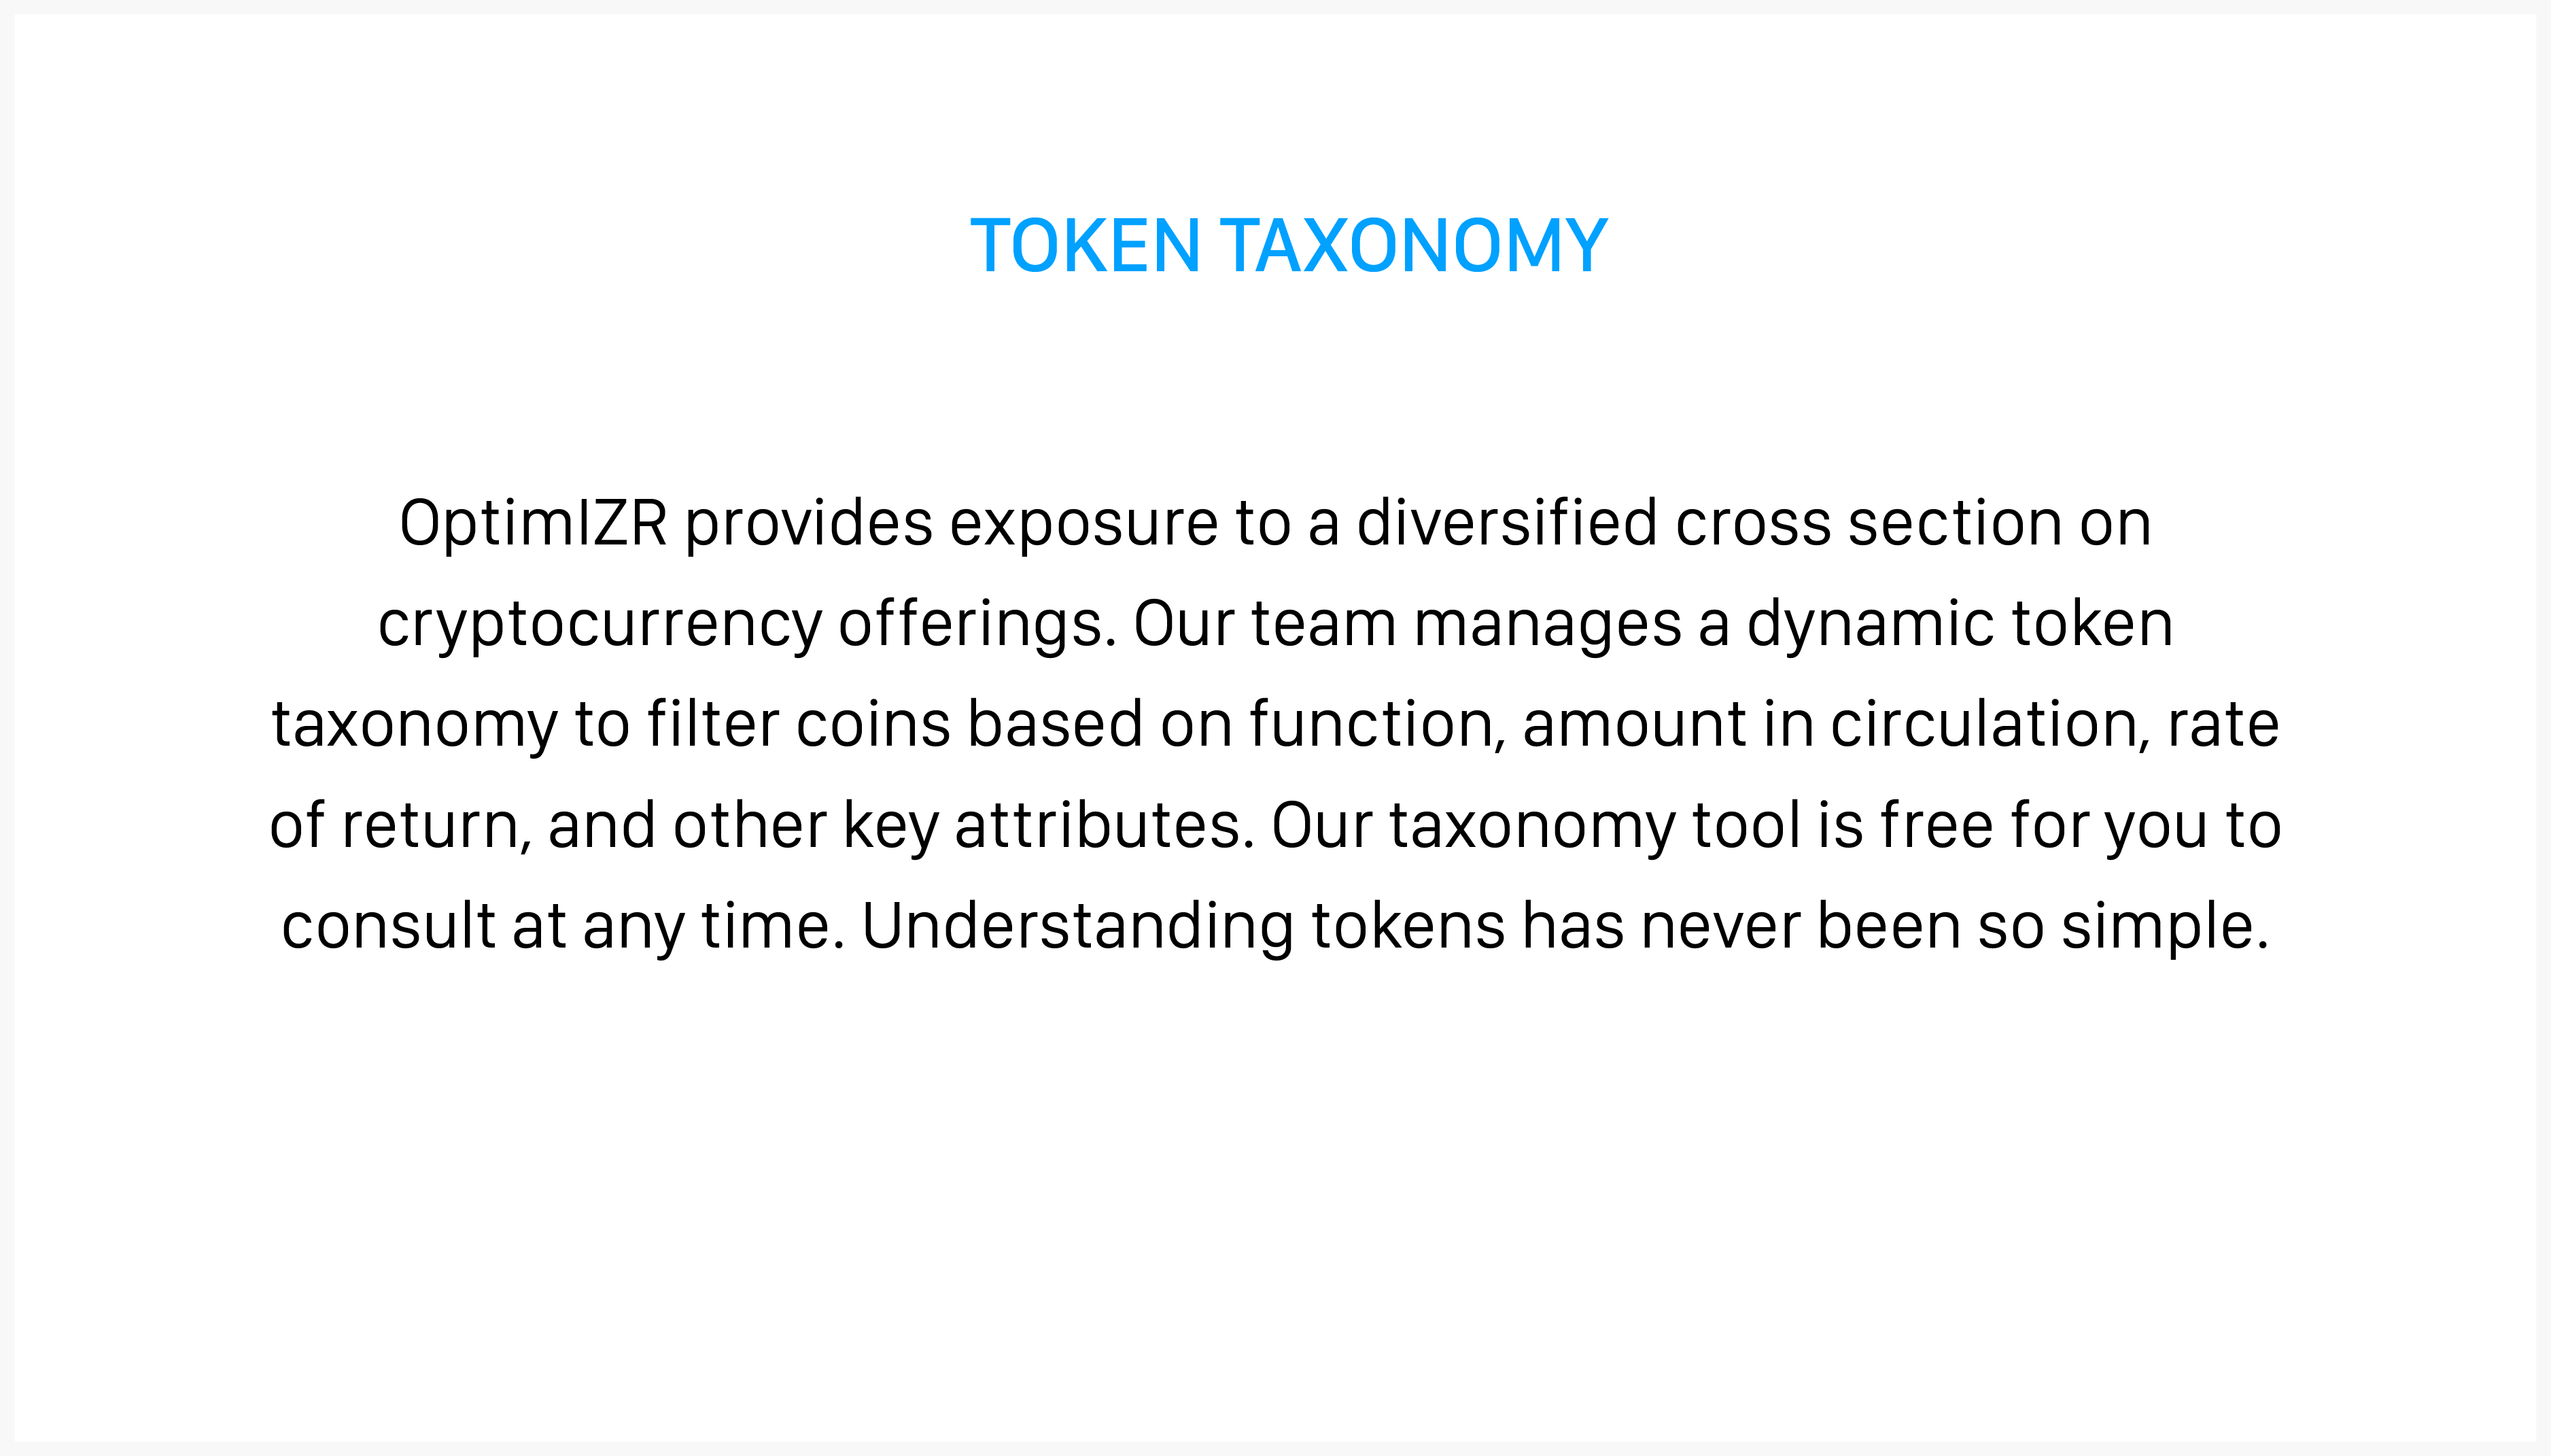 TOKEN TAXONOMY
OptimIZR provides exposure to a diversified cross section on
cryptocurrency offerings. Our team manages a dynamic token
taxonomy to filter coins based on function, amount in circulation, rate
of return, and other key attributes. Our taxonomy tool is free for you to
consult at any time. Understanding tokens has never been so simple.